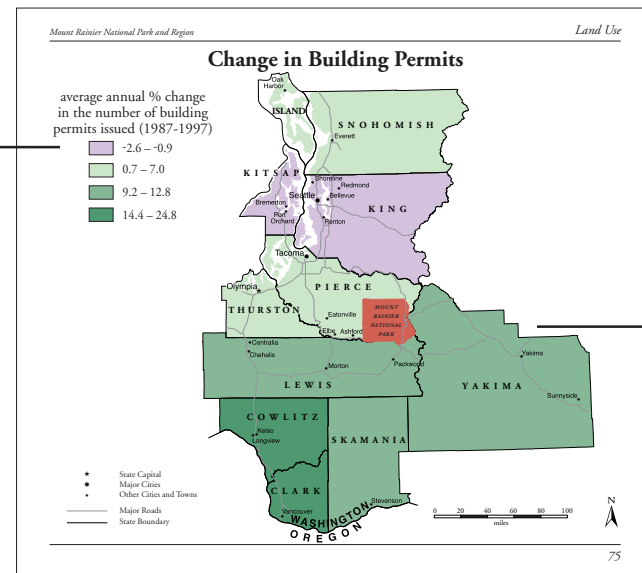 Mount Rainier National Park and Region
Land Use
Change in Building Permits
average annual % change
in the number of building
permits issued (1987-1997)
-2.6 – -0.9
0.7 – 7.0
9.2 – 12.8
14.4 – 24.8
Oak
Harbor
ISLAND
SNOHOMISH
Everett
KITSAP
Shoreline
Redmond
Seattle
Bellevue
Bremerton
Port
Orchard
KING
Renton
Tacoma
Olympia
PIERCE
THURSTON
Eatonville
MOUNT
RAINIER
NATIONAL
PARK
Elbe
Ashford
Centralia
Chehalis
Morton
Packwood
LEWIS
Yakima
YAKIMA
Sunnyside
COWLITZ
Kelso
Longview
SKAMANIA
CLARK
Vancouver
Stevenson
WASHINGTON
OREGON
State Capital
Major Cities
Other Cities and Towns
Major Roads
State Boundary
0 20 40 60 80 100
miles
N
75